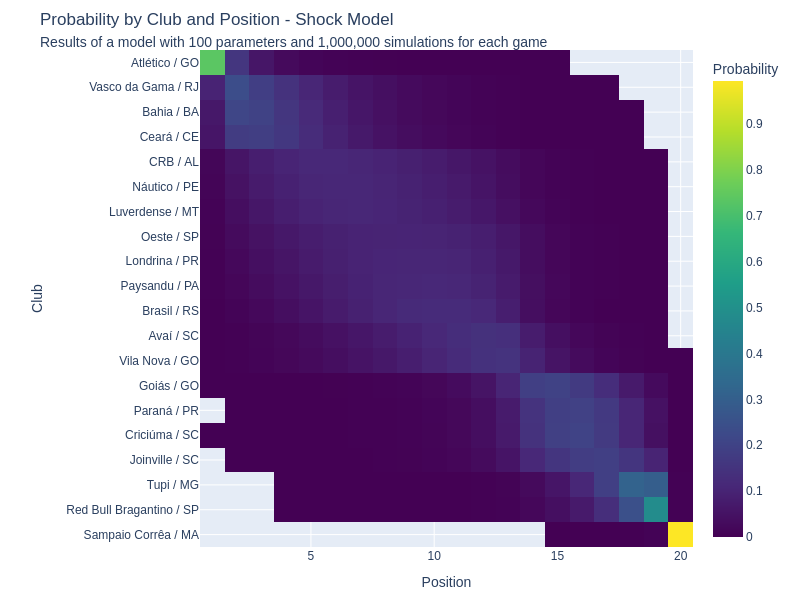 Probability by Club and Position - Shock Model
Results of a model with 100 parameters and 1,000,000 simulations for each game
Atlético / GO
Vasco da Gama / RJ
Bahia / BA
Ceará / CE
CRB / AL
Náutico / PE
Luverdense / MT
Oeste / SP
Londrina / PR
Paysandu / PA
Brasil / RS
Avaí / SC
Vila Nova / GO
Goiás / GO
Paraná / PR
Criciúma / SC
Joinville / SC
Tupi / MG
Red Bull Bragantino / SP
Sampaio Corrêa / MA
Club
5
10
15
20
Position
Probability
0.9
0.8
0.7
0.6
0.5
0.4
0.3
0.2
0.1
0